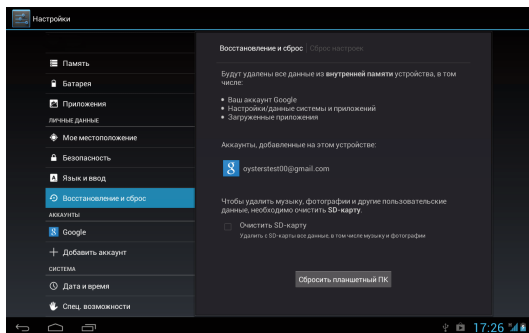 Настройки
Память
Батарея
Приложения
ЛИЧНЫЕ ДАННЫЕ
Мое местоположение
Безопасность
Язык и ввод
Восстановление и сброс
АККАУНТЫ
Google
Добавить аккаунт
СИСТЕМА
Дата и время
Спец. возможности
Восстановление и сброс Сброс настроек
Будут удалены все данные из внутренней памяти устройства, в том
числе:
• Ваш аккаунт Google
• Настройки/данные системы и приложений
• Загруженные приложения
Аккаунты, добавленные на этом устройстве:
oysterstest00@gmail.com
Чтобы удалить музыку, фотографии и другие пользовательские
данные, необходимо очистить SD-карту.
Очистить SD-карту
Удалить с SD-карты все данные, в том числе музыку и фотографии
Сбросить планшетный ПК
17:26